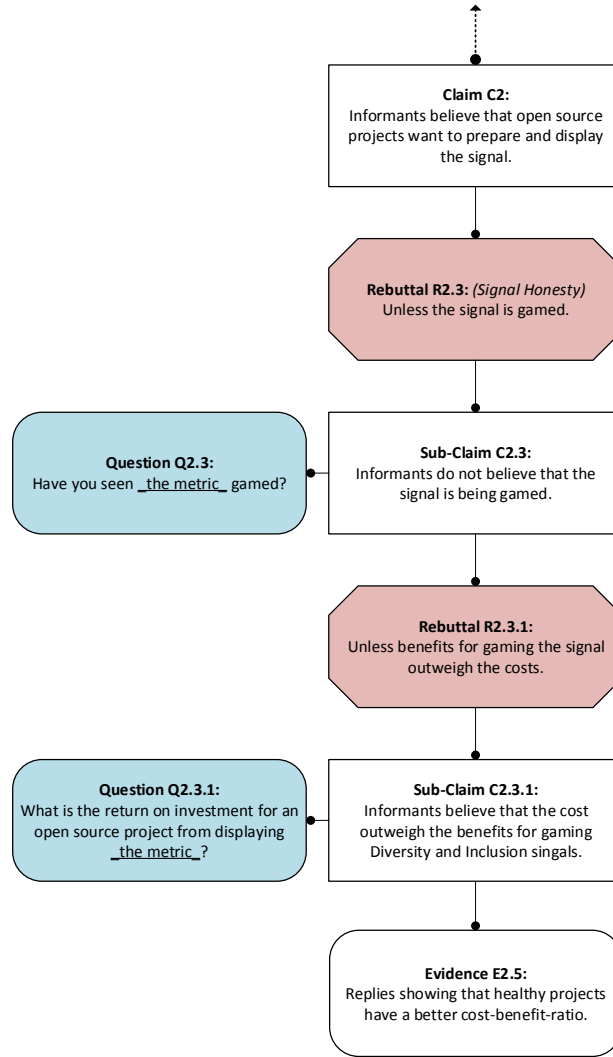 Claim C2:
Informants believe that open source
projects want to prepare and display
the signal.
Rebuttal R2.3: (Signal Honesty)
Unless the signal is gamed.
Question Q2.3:
Have you seen _the metric_ gamed?
Sub-Claim C2.3:
Informants do not believe that the
signal is being gamed.
Rebuttal R2.3.1:
Unless benefits for gaming the signal
outweigh the costs.
Question Q2.3.1:
What is the return on investment for an
open source project from displaying
_the metric_?
Sub-Claim C2.3.1:
Informants believe that the cost
outweigh the benefits for gaming
Diversity and Inclusion singals.
Evidence E2.5:
Replies showing that healthy projects
have a better cost-benefit-ratio.